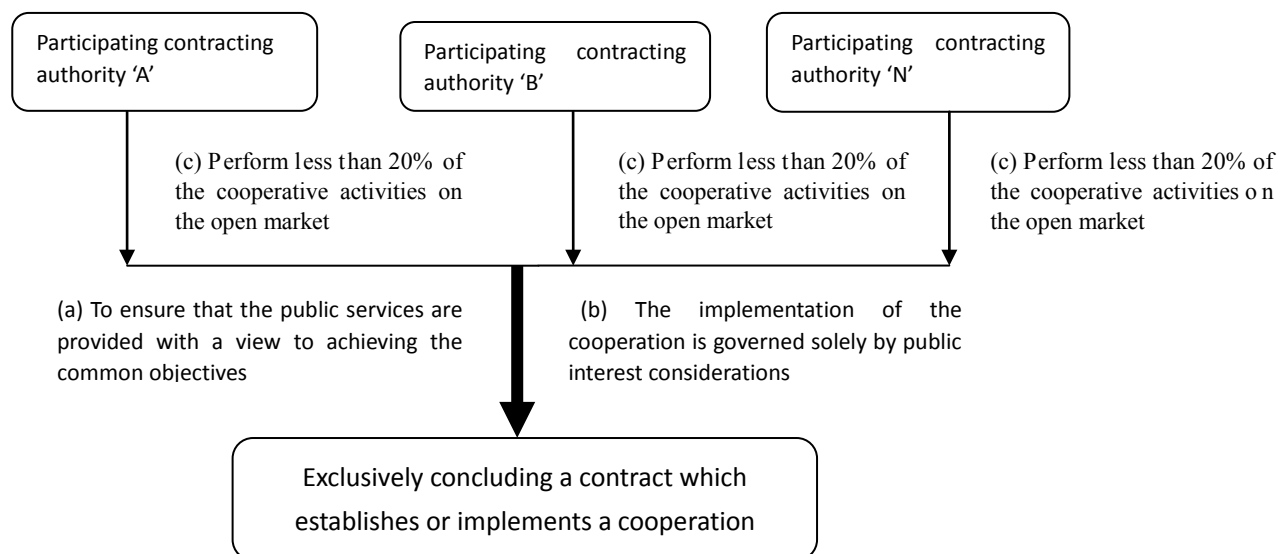 Participating contracting
authority ‘A’
Participating contracting
authority ‘B’
Participating contracting
authority ‘N’
(c) Perform less than 20% of
the cooperative activities on
the open market
(c) Perform less than 20% of
the cooperative activities on
the open market
(c) Perform less than 20% of
the cooperative activities on
the open market
(a) To ensure that the public services are
provided with a view to achieving the
common objectives
(b) The implementation of the
cooperation is governed solely by public
interest considerations
Exclusively concluding a contract which
establishes or implements a cooperation